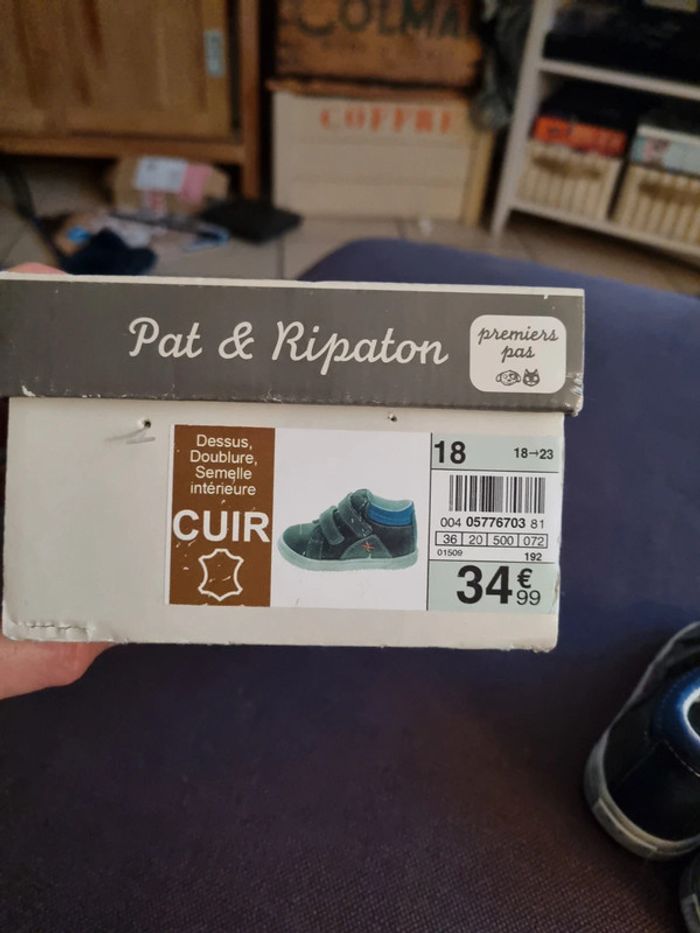 COLMA
COFFRE
Pat & Ripaton
premiers
pas
Dessus,
Doublure,
Semelle
intérieure
CUIR
18
18→23
004 05776703 81
36 20 500 072
01509
192
34€99